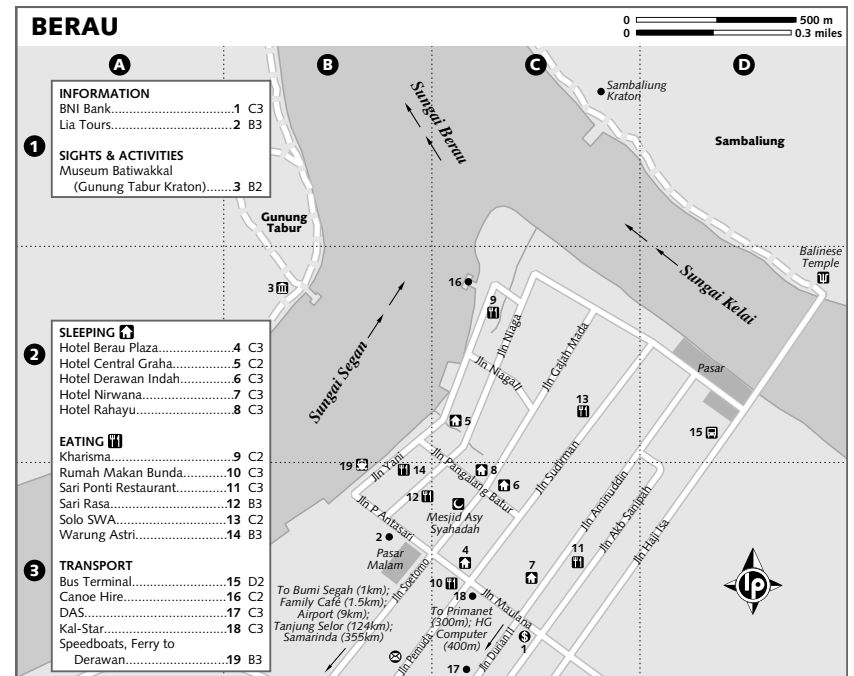 BERAU
0 500 m
0 0.3 miles
A B C D
INFORMATION
BNI Bank....................................1 C3
Lia Tours....................................2 B3
SIGHTS & ACTIVITIES
Museum Batiwakkal
(Gunung Tabur Kraton).......3 B2
1
Sungai Berau
Sambaliung
Kraton
Sambaliung
Gunung
Tabur
Sungai Kelai
Balinese
Temple
3
16
9
SLEEPING
Hotel Berau Plaza....................4 C3
Hotel Central Graha................5 C2
Hotel Derawan Indah..............6 C3
Hotel Nirwana..........................7 C3
Hotel Rahayu............................8 C3
2
Sungai Segan
Jln Niaga
Jln Niaga II
Jln Gajah Mada
Pasar
13
5
15
EATING
Kharisma...................................9 C2
Rumah Makan Bunda............10 C3
Sari Ponti Restaurant.............11 C3
Sari Rasa.................................12 B3
Solo SWA................................13 C2
Warung Astri..........................14 B3
19
Jln Yani
14
Jln Pangalang Batur
8
6
Jln Sudirman
12
Mesjid Asy
Syahadah
Jln P Antasari
Jln Aminuddin
Jln Akb Sanipah
Jln Haji Isa
2
Pasar
Malam
4
7
11
3
TRANSPORT
Bus Terminal...........................15 D2
Canoe Hire..............................16 C2
DAS.........................................17 C3
Kal-Star...................................18 C3
Speedboats, Ferry to
Derawan..............................19 B3
To Bumi Segah (1km);
Family Café (1.5km);
Airport (9km);
Tanjung Selor (124km);
Samarinda (355km)
Jln Soetomo
10
18
Jln Maulana
To Primanet
(300m); HG
Computer
(400m)
Jln Pemuda
Jln Durian II
$
1
17
lp